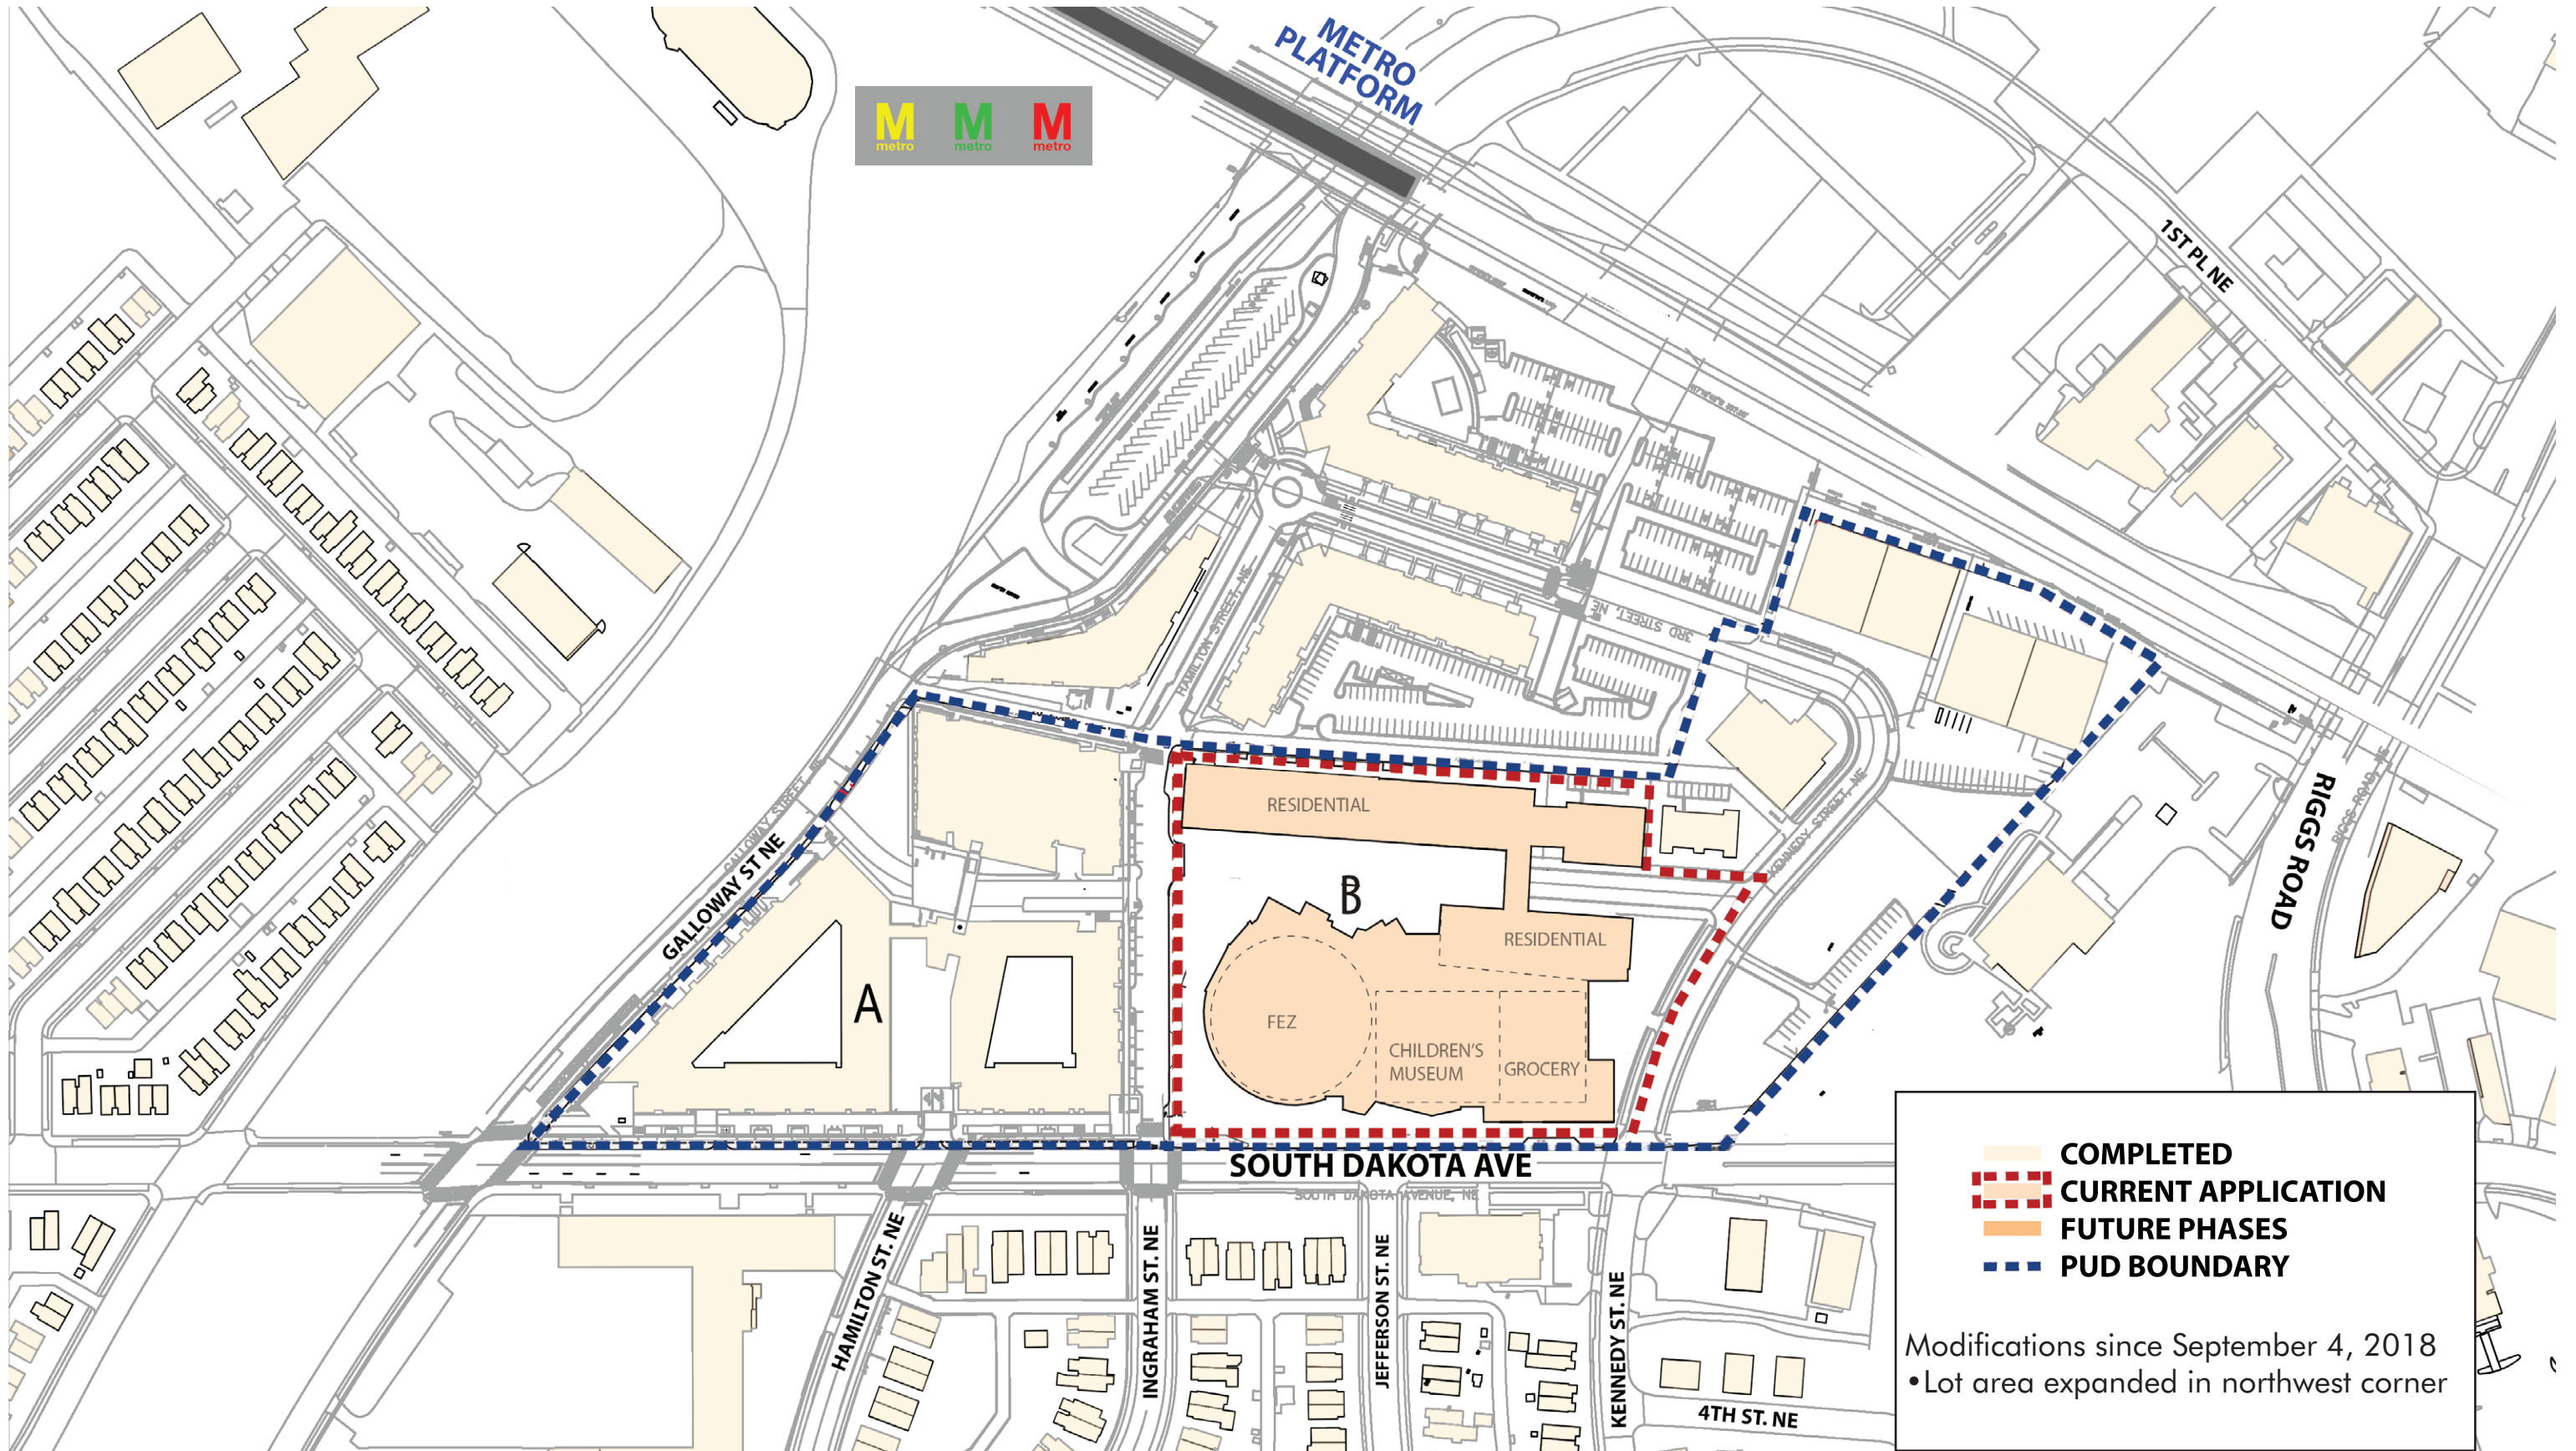 METRO
PLATFORM
M M M
metro metro metro
1ST PL NE
HAMILTON STREET, NE
3RD STREET, NE
GALLOWAY STREET
GALLOWAY ST NE
KENNEDY STREET, NE
RIGGS ROAD
RIGGS ROAD, NE
RESIDENTIAL
B
RESIDENTIAL
A
FEZ
CHILDREN'S
MUSEUM
GROCERY
SOUTH DAKOTA AVE
SOUTH DAKOTA AVENUE, NE
HAMILTON ST. NE
INGRAHAM ST. NE
JEFFERSON ST. NE
KENNEDY ST. NE
4TH ST. NE
COMPLETED
CURRENT APPLICATION
FUTURE PHASES
PUD BOUNDARY
Modifications since September 4, 2018
•Lot area expanded in northwest corner